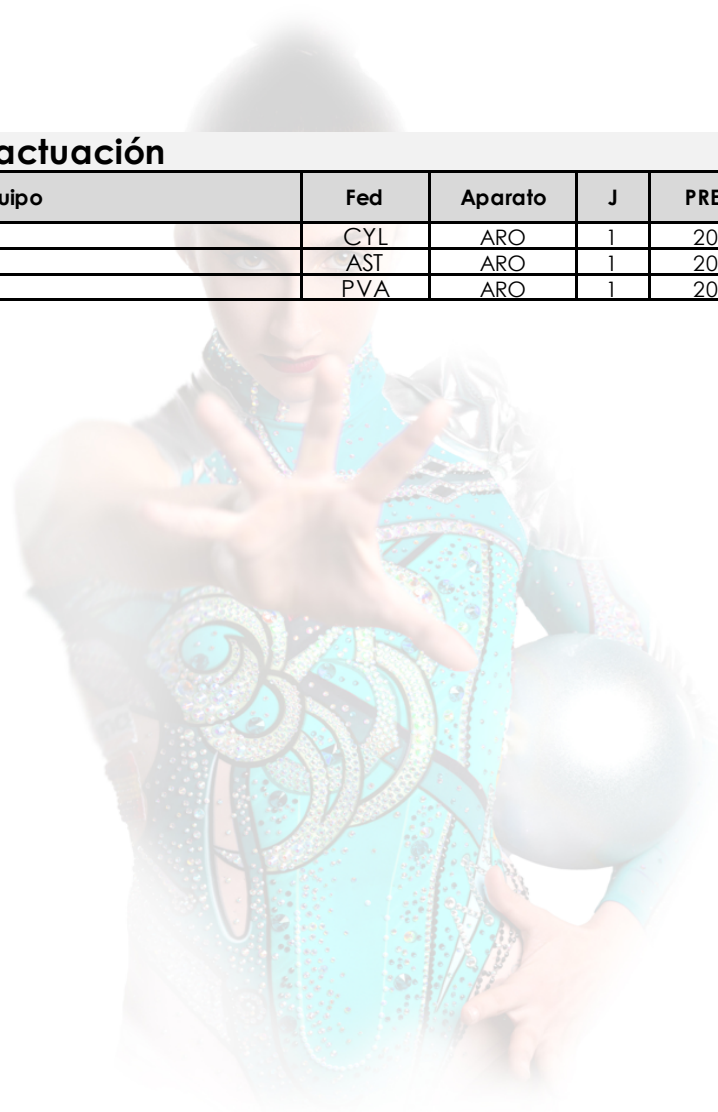 actuación
uipo Fed Aparato J PRE
CYL ARO 1 20
AST ARO 1 20
PVA ARO 1 20